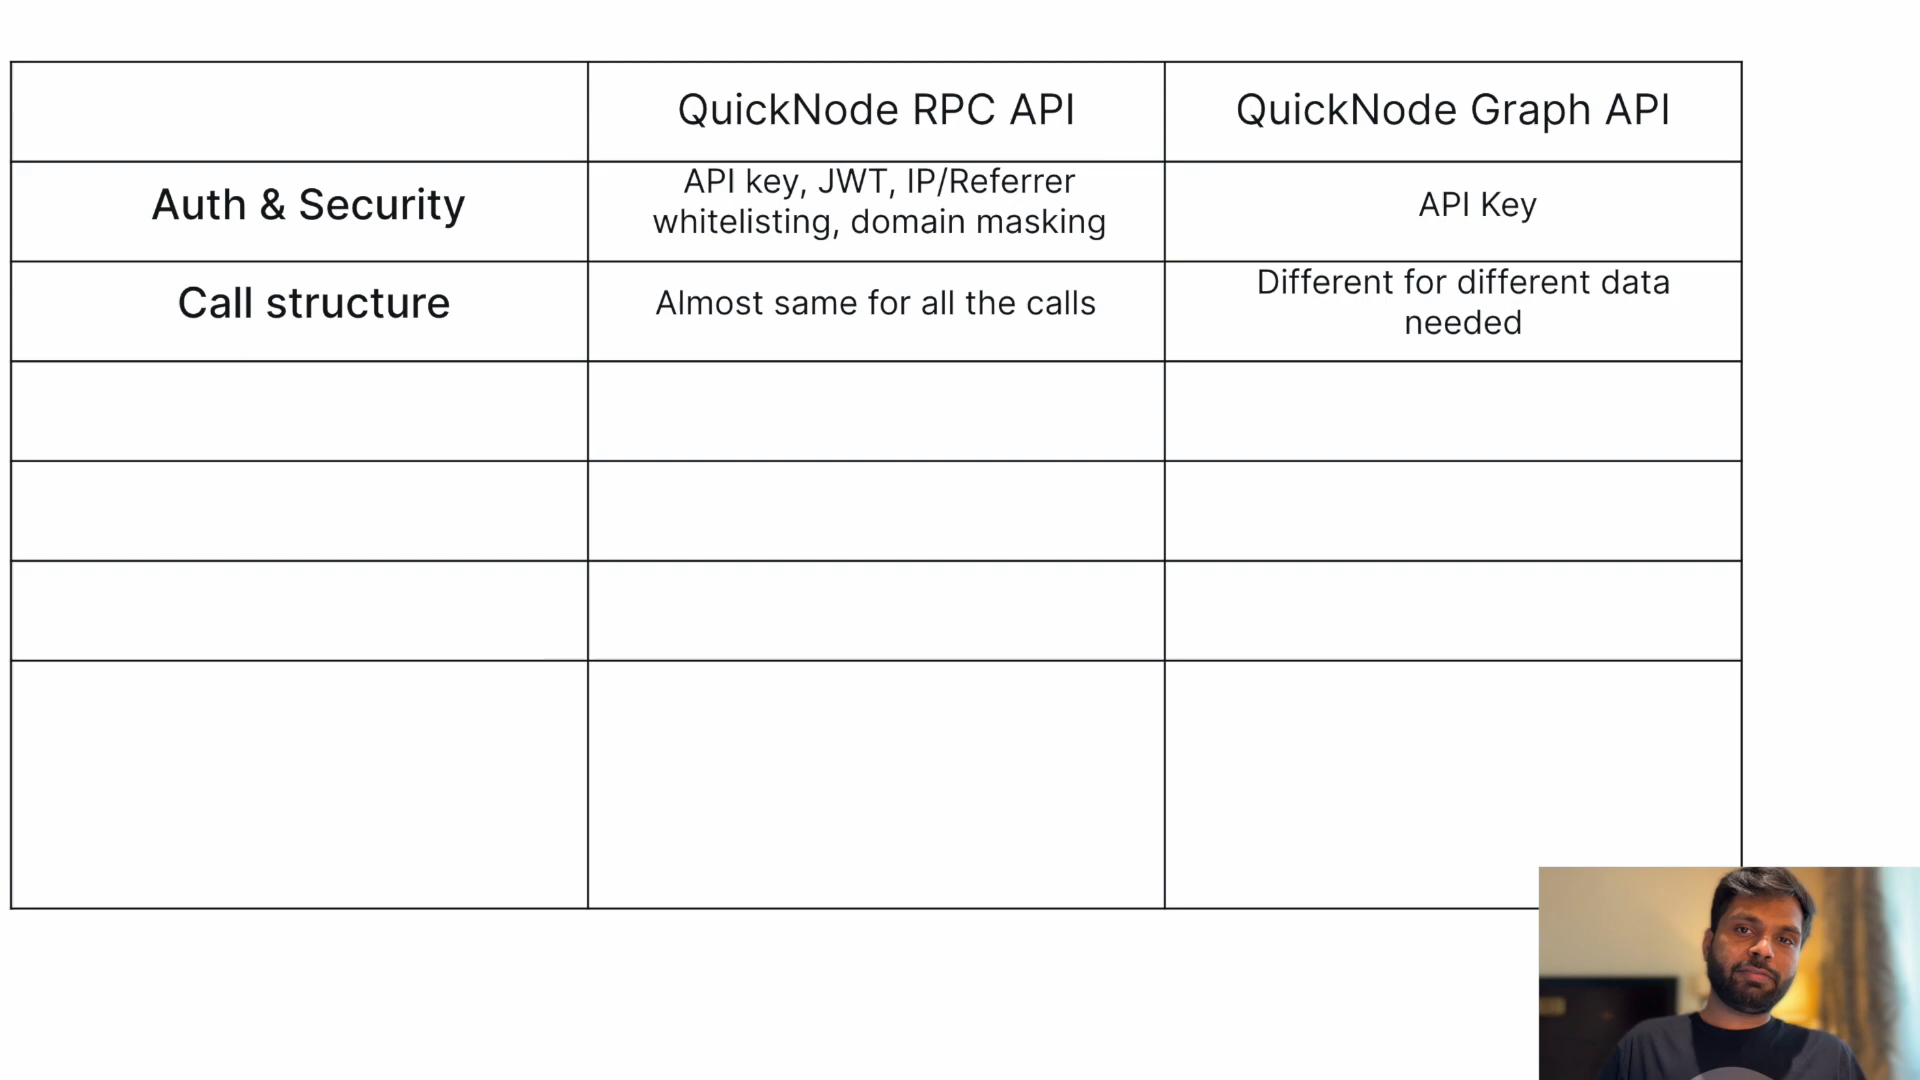 QuickNode RPC API
QuickNode Graph API
Auth & Security
API key, JWT, IP/Referrer
whitelisting, domain masking
API Key
Call structure
Almost same for all the calls
Different for different data
needed